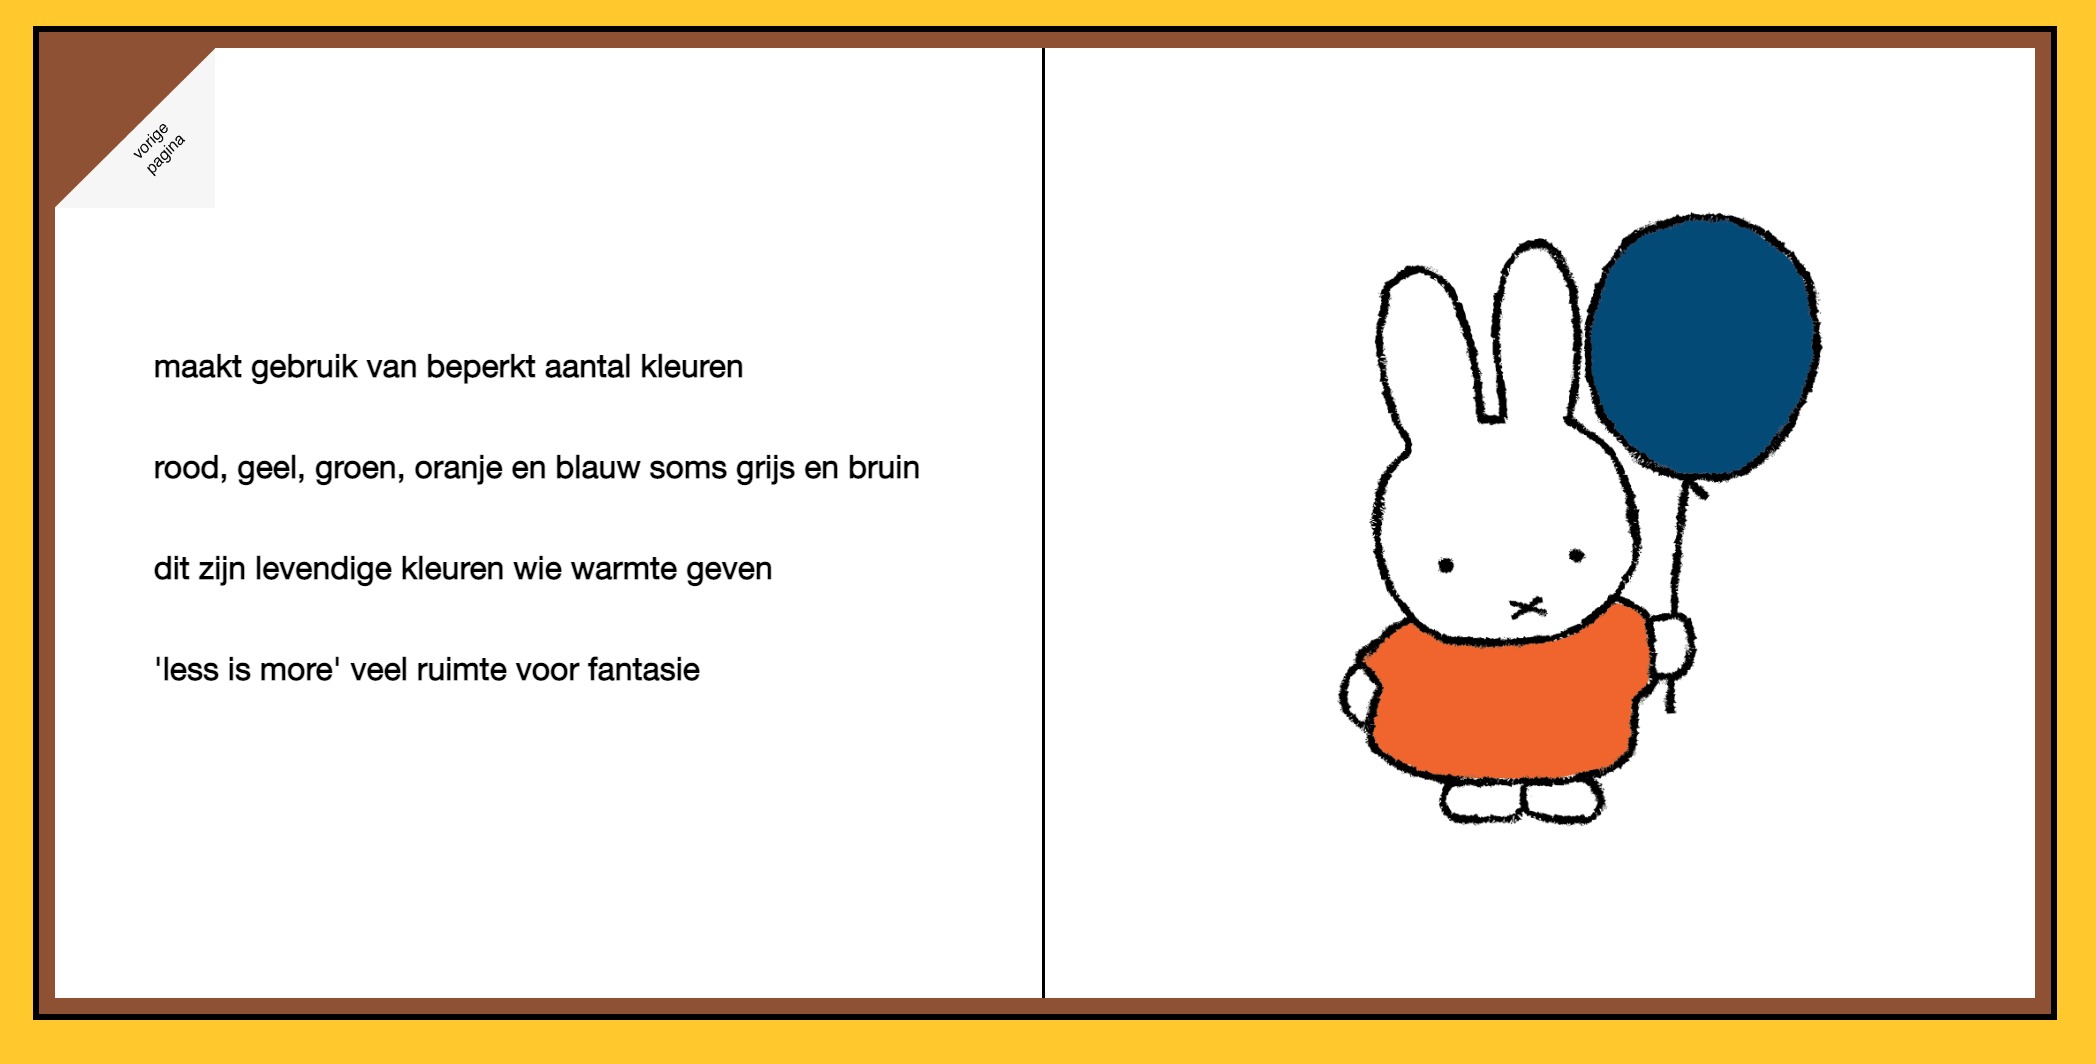 vorige
pagina
maakt gebruik van beperkt aantal kleuren
rood, geel, groen, oranje en blauw soms grijs en bruin
dit zijn levendige kleuren wie warmte geven
'less is more' veel ruimte voor fantasie